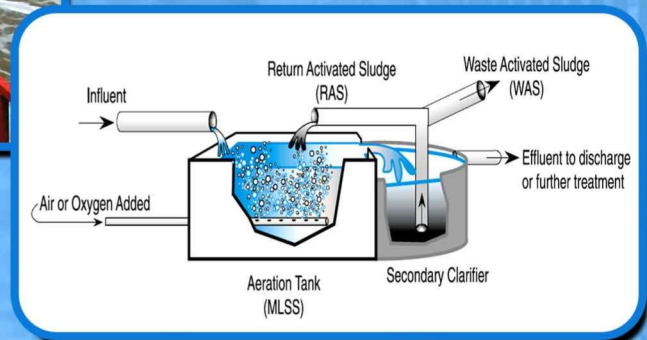 Influent
Return Activated Sludge
(RAS)
Waste Activated Sludge
(WAS)
Effluent to discharge
or further treatment
Air or Oxygen Added
Aeration Tank
(MLSS)
Secondary Clarifier